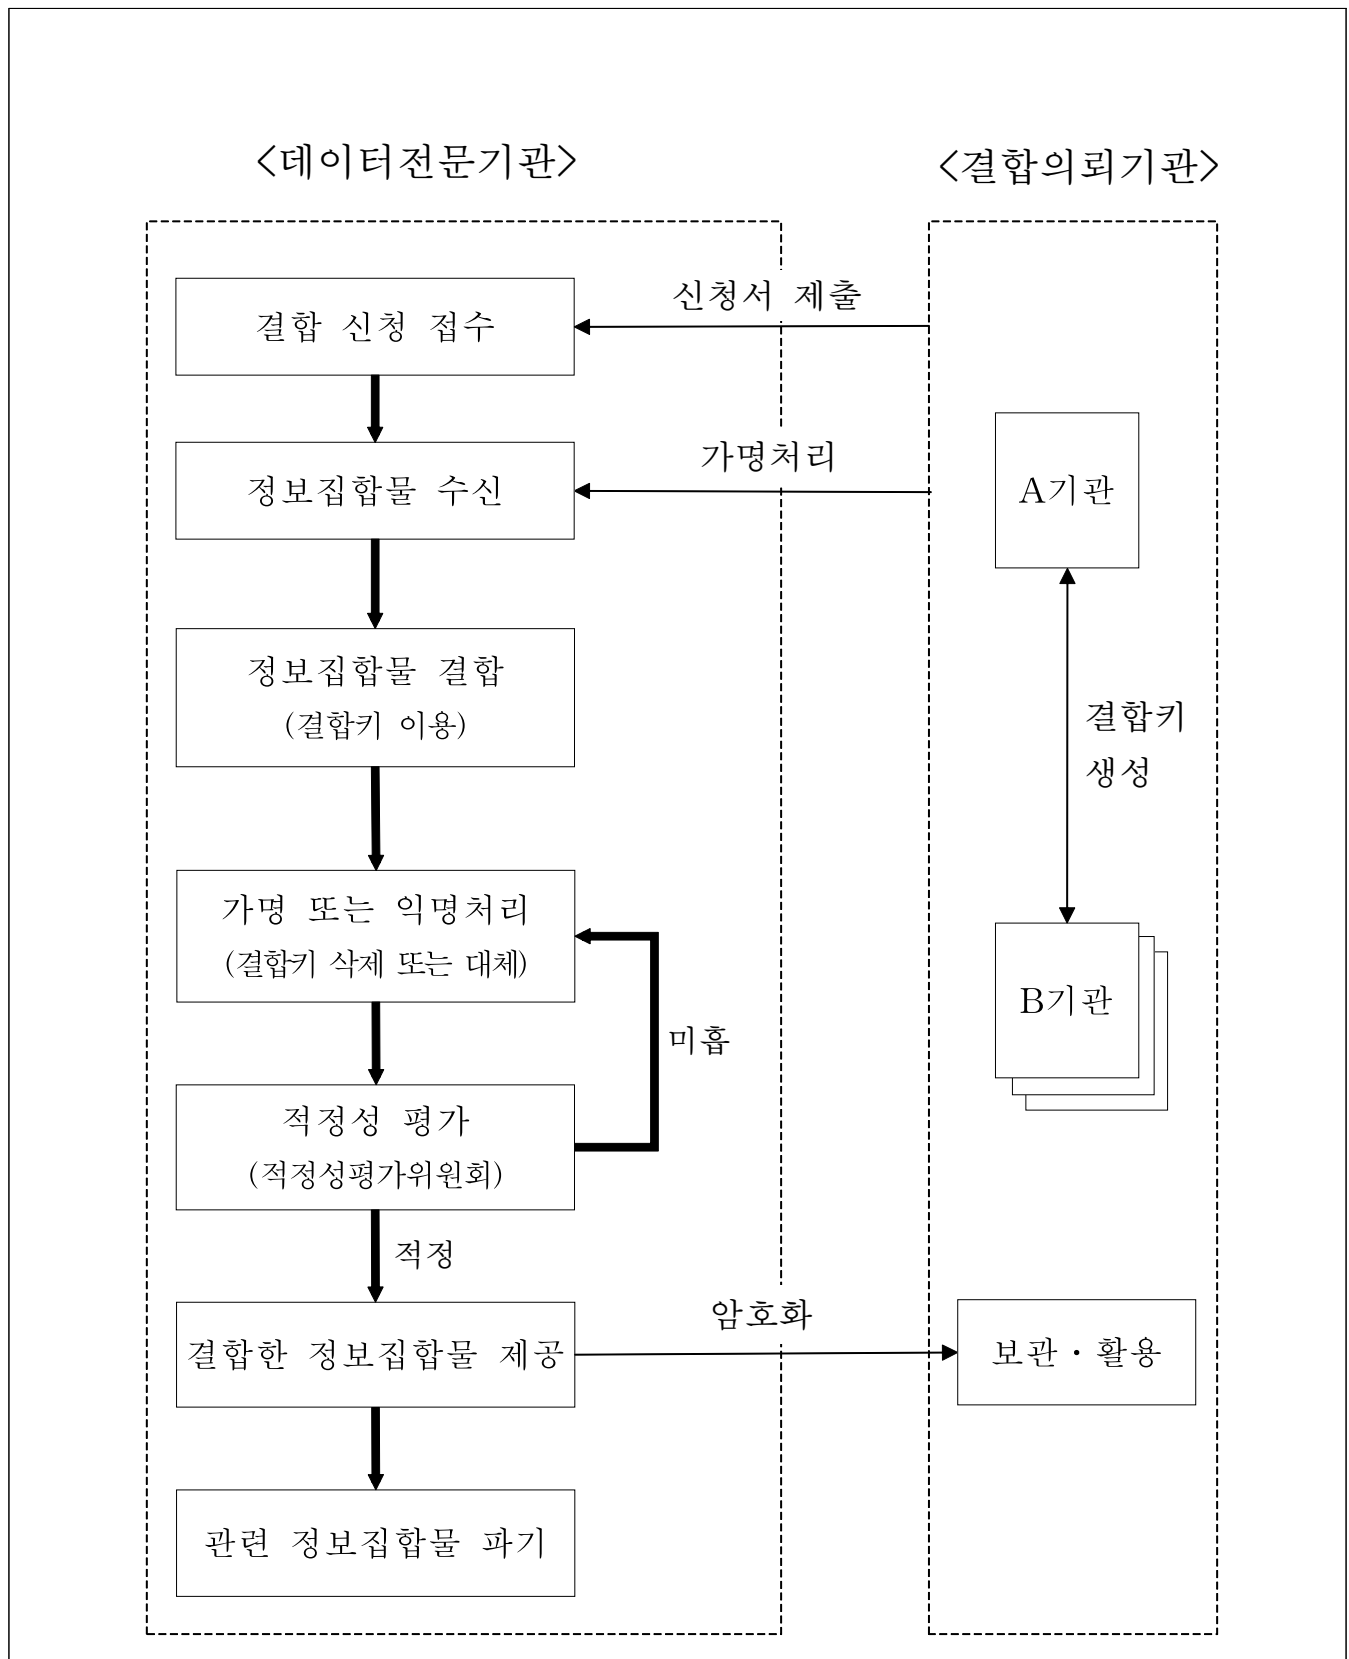 <데이터전문기관>
<결합의뢰기관>
신청서 제출
결합 신청 접수
가명처리
정보집합물 수신
A기관
정보집합물 결합
(결합키 이용)
결합키
생성
가명 또는 익명처리
(결합키 삭제 또는 대체)
B기관
미흡
적정성 평가
(적정성평가위원회)
적정
암호화
결합한 정보집합물 제공
보관·활용
관련 정보집합물 파기